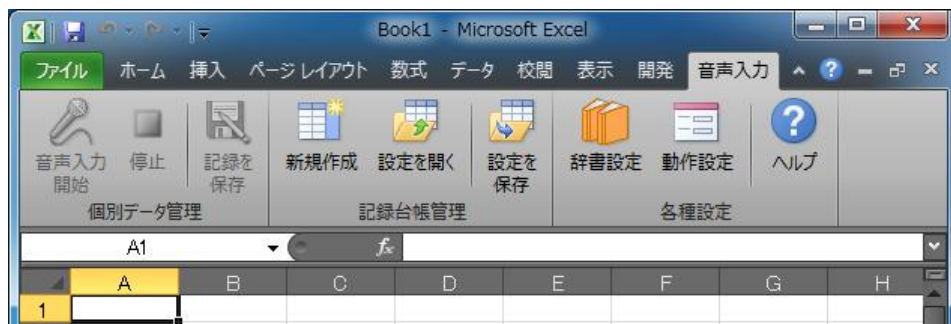 Book1 - Microsoft Excel
ファイル ホーム 挿入 ページ レイアウト 数式 データ 校閲 表示 開発 音声入力
音声入力
開始
停止
記録を
保存
新規作成
設定を開く
設定を
保存
辞書設定
動作設定
ヘルプ
個別データ管理
記録台帳管理
各種設定
A1
fx
A B C D E F G H
1